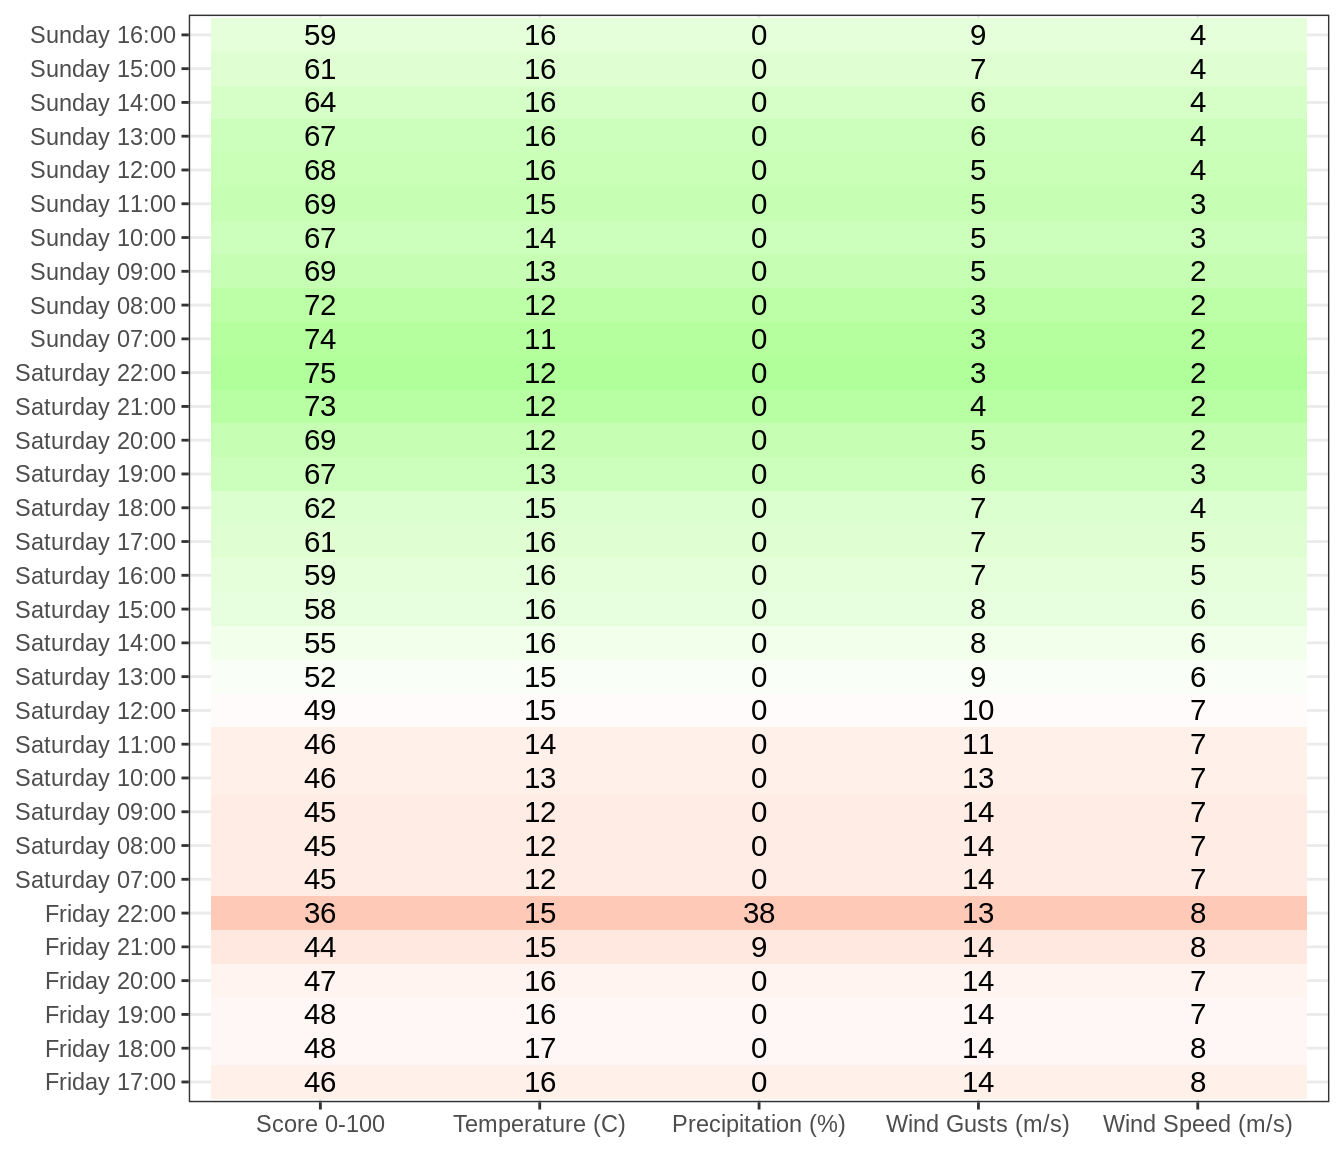 Sunday 16:00 59 16 0 9 4
Sunday 15:00 61 16 0 7 4
Sunday 14:00 64 16 0 6 4
Sunday 13:00 67 16 0 6 4
Sunday 12:00 68 16 0 5 4
Sunday 11:00 69 15 0 5 3
Sunday 10:00 67 14 0 5 3
Sunday 09:00 69 13 0 5 2
Sunday 08:00 72 12 0 3 2
Sunday 07:00 74 11 0 3 2
Saturday 22:00 75 12 0 3 2
Saturday 21:00 73 12 0 4 2
Saturday 20:00 69 12 0 5 2
Saturday 19:00 67 13 0 6 3
Saturday 18:00 62 15 0 7 4
Saturday 17:00 61 16 0 7 5
Saturday 16:00 59 16 0 7 5
Saturday 15:00 58 16 0 8 6
Saturday 14:00 55 16 0 8 6
Saturday 13:00 52 15 0 9 6
Saturday 12:00 49 15 0 10 7
Saturday 11:00 46 14 0 11 7
Saturday 10:00 46 13 0 13 7
Saturday 09:00 45 12 0 14 7
Saturday 08:00 45 12 0 14 7
Saturday 07:00 45 12 0 14 7
Friday 22:00 36 15 38 13 8
Friday 21:00 44 15 9 14 8
Friday 20:00 47 16 0 14 7
Friday 19:00 48 16 0 14 7
Friday 18:00 48 17 0 14 8
Friday 17:00 46 16 0 14 8
Score 0-100 Temperature (C) Precipitation (%) Wind Gusts (m/s) Wind Speed (m/s)